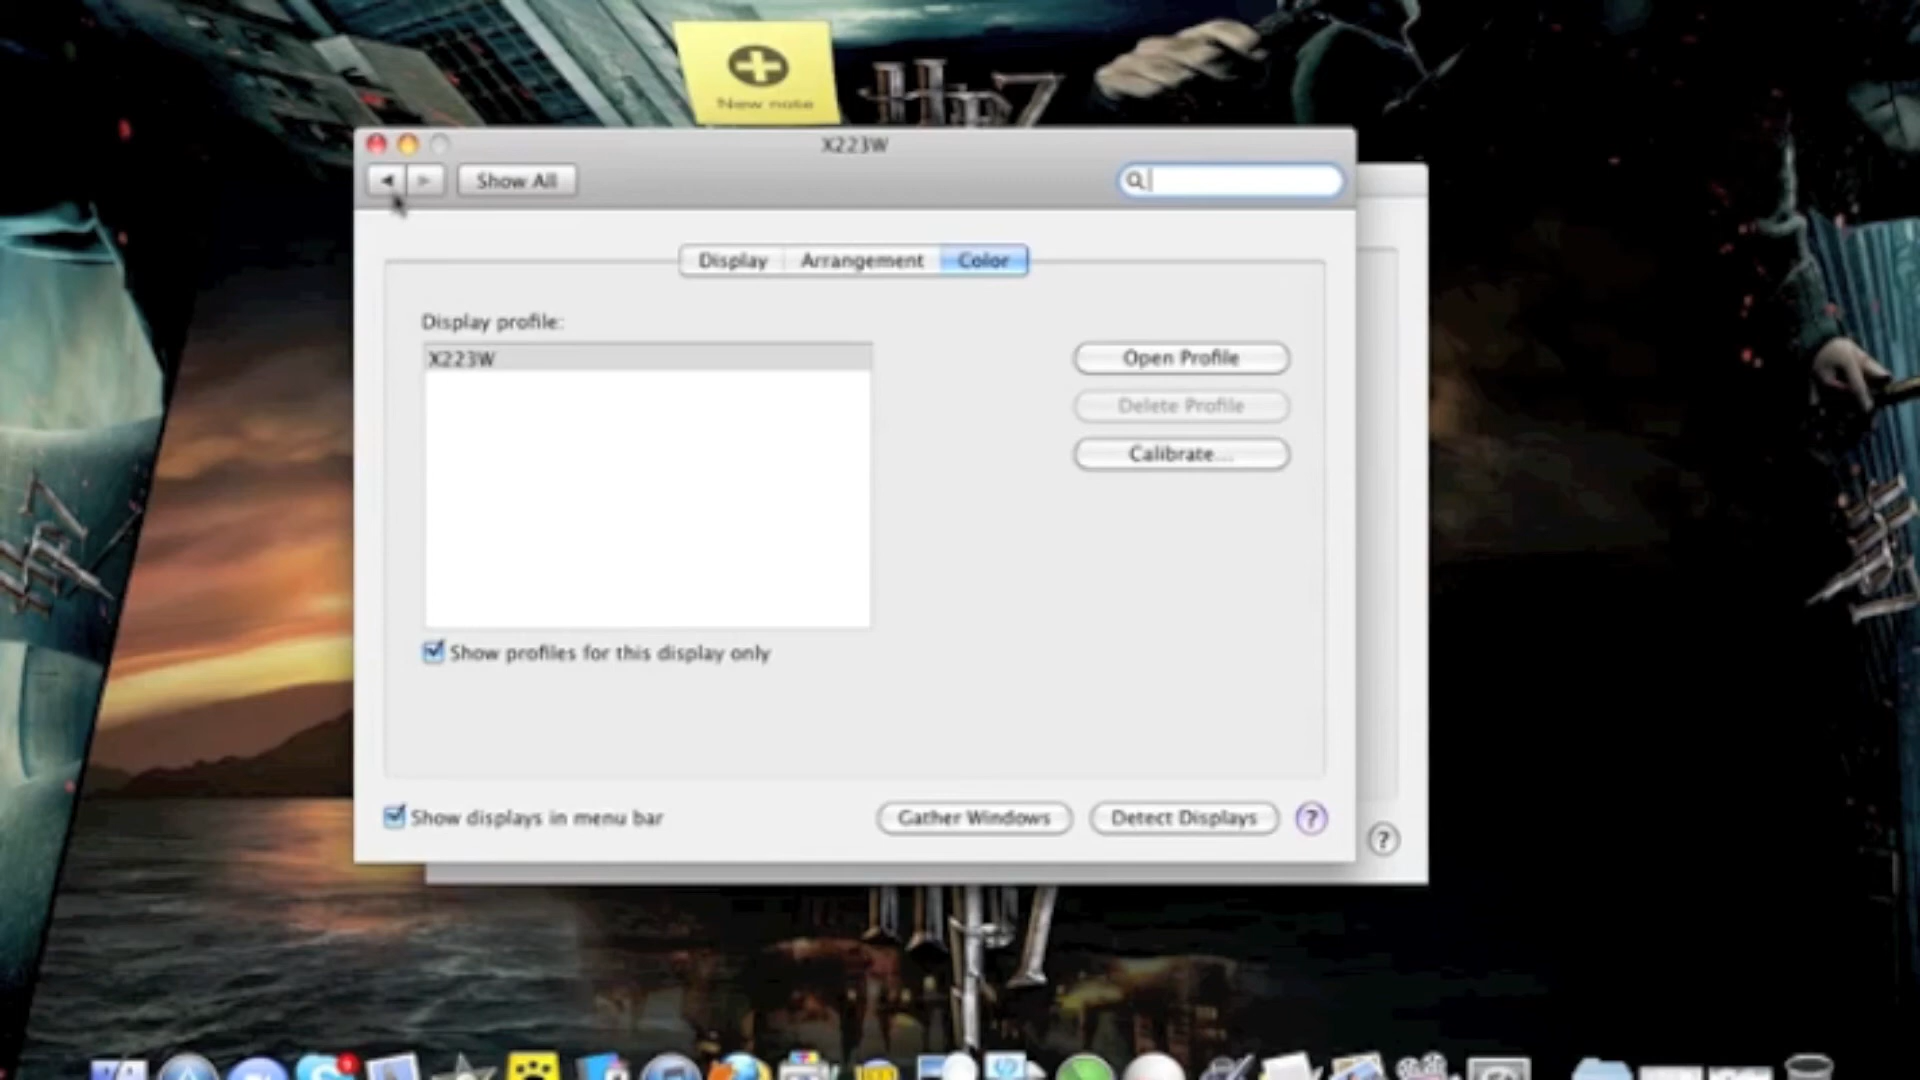 New note
HP7
X223W
Show All
Display Arrangement Color
Display profile:
X223W
Open Profile
Delete Profile
Calibrate...
Show profiles for this display only
Show displays in menu bar
Gather Windows
Detect Displays
?
?